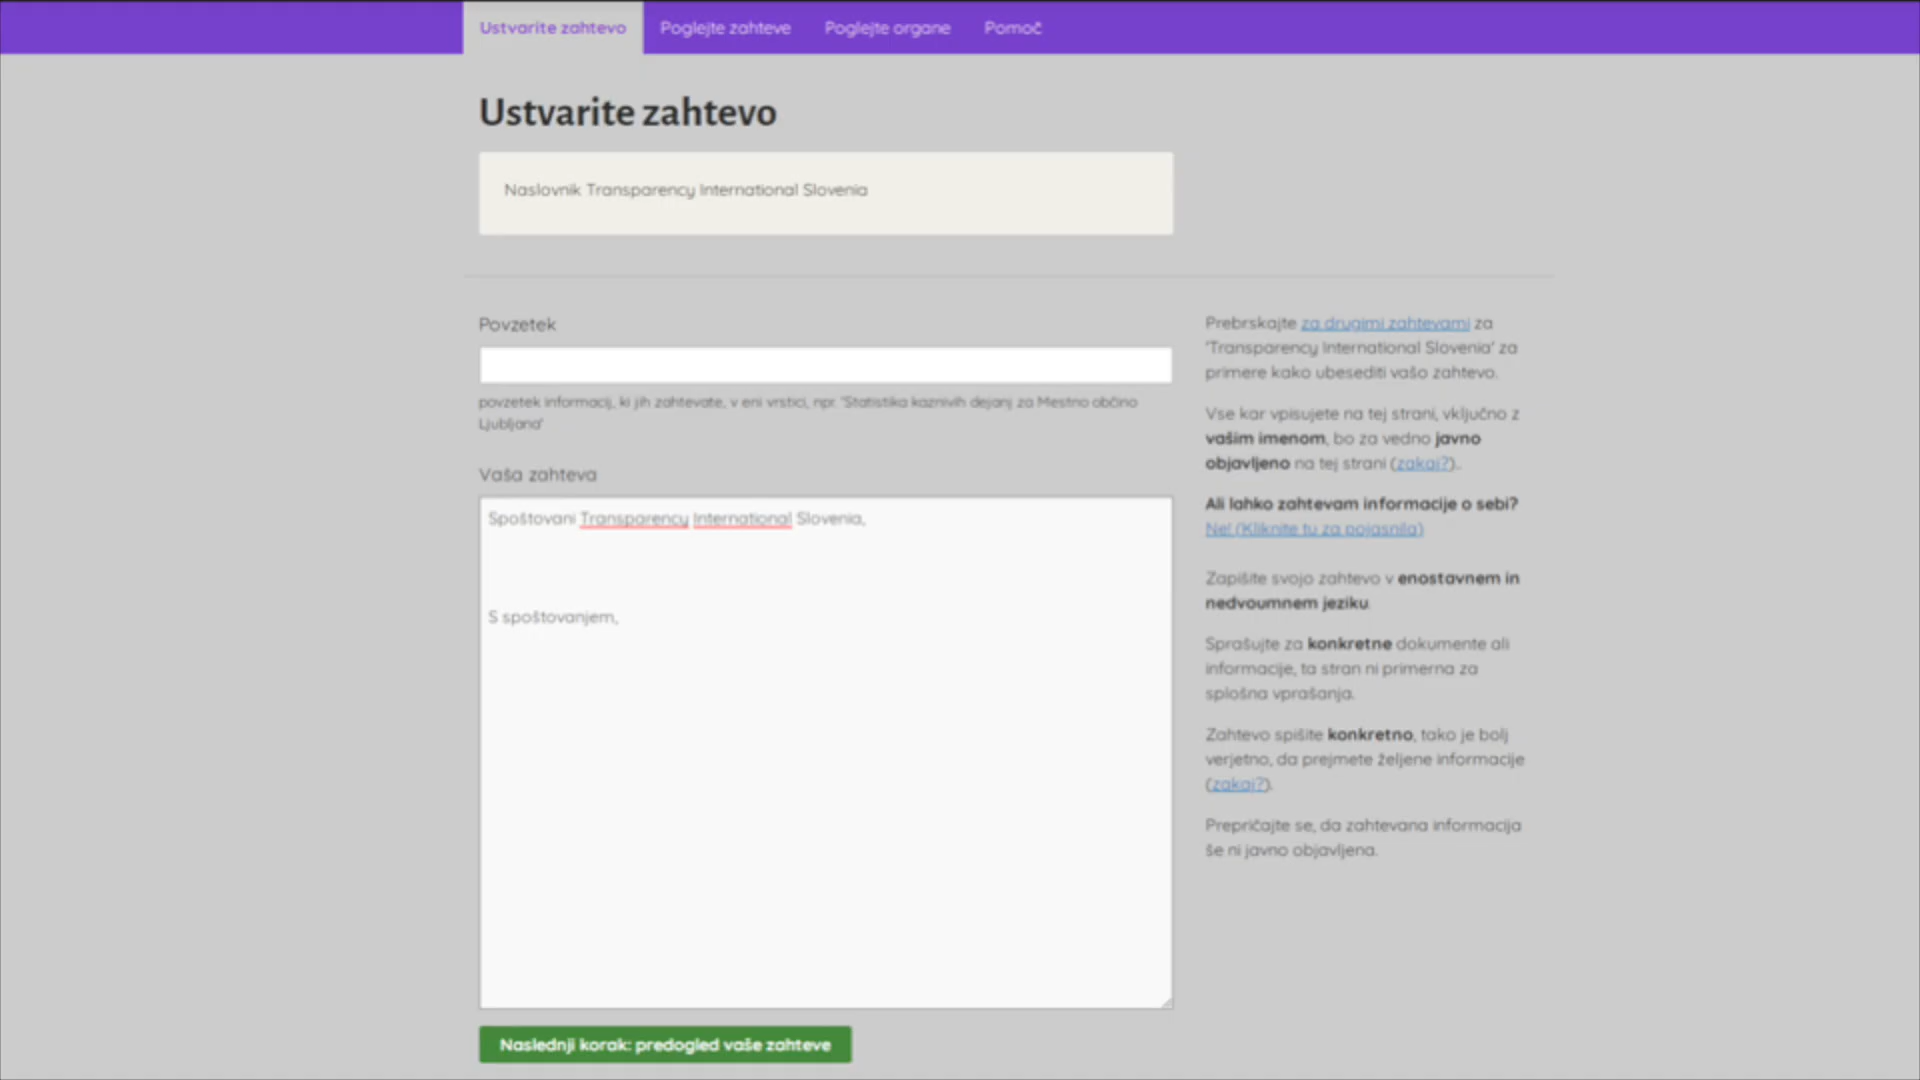 Ustvarite zahtevo Poglejte zahteve Poglejte organe Pomoč
Ustvarite zahtevo
Naslovnik Transparency International Slovenia
Povzetek
povzetek informacij, ki jih zahtevate, v eni vrstici, npr. 'Statistika kaznivih dejanj za Mestno občino
Ljubljana'
Vaša zahteva
Spoštovani Transparency International Slovenia,
S spoštovanjem,
Naslednji korak: predogled vaše zahteve
Prebrskajte za drugimi zahtevami za
'Transparency International Slovenia' za
primere kako ubesediti vašo zahtevo.
Vse kar vpisujete na tej strani, vključno z
vašim imenom, bo za vedno javno
objavljeno na tej strani (zakaj?)..
Ali lahko zahtevam informacije o sebi?
Ne! (Kliknite tu za pojasnila)
Zapišite svojo zahtevo v enostavnem in
nedvoumnem jeziku.
Sprašujte za konkretne dokumente ali
informacije, ta stran ni primerna za
splošna vprašanja.
Zahtevo spišite konkretno, tako je bolj
verjetno, da prejmete željene informacije
(zakaj?).
Prepričajte se, da zahtevana informacija
še ni javno objavljena.